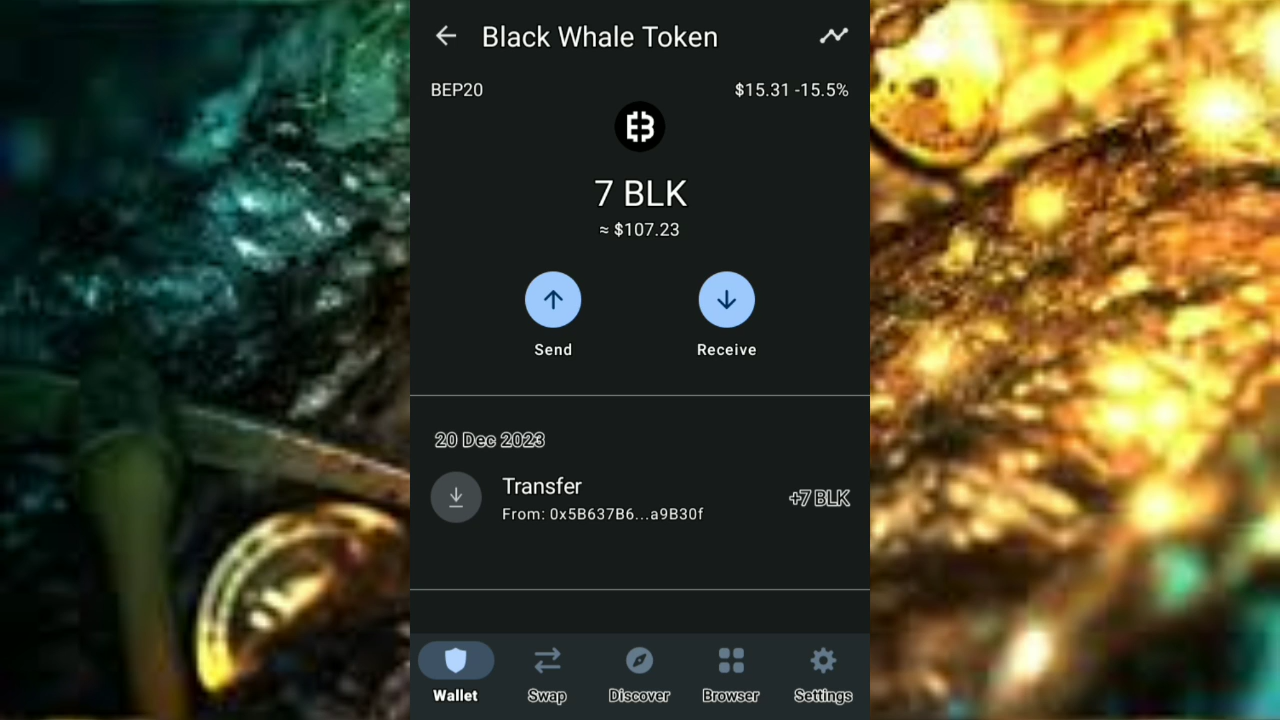 Black Whale Token
BEP20
$15.31 -15.5%
7 BLK
≈ $107.23
Send
Receive
20 Dec 2023
Transfer
+7 BLK
From: 0x5B637B6...a9B30f
Wallet
Swap
Discover
Browser
Settings